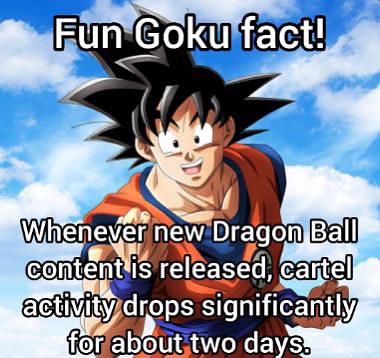 Fun Goku fact!
Whenever new Dragon Ball
content is released, cartel
activity drops significantly
for about two days.